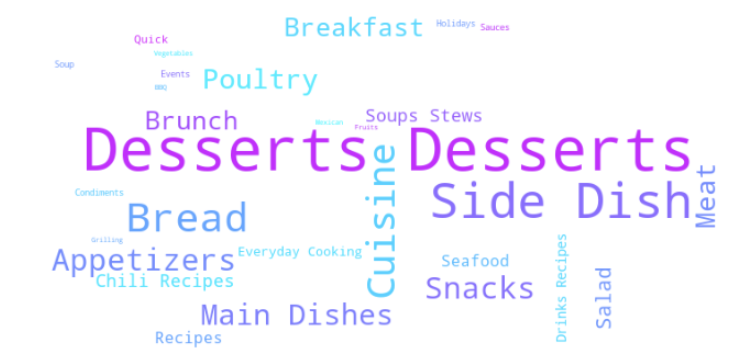 Breakfast
Holidays
Sauces
Quick
Vegetables
Soup
Events
Poultry
BBQ
Brunch
Soups Stews
Mexican
Fruits
Desserts Desserts
Cuisine
Side Dish
Meat
Condiments
Bread
Grilling
Appetizers
Everyday Cooking
Seafood
Drinks Recipes
Salad
Chili Recipes
Snacks
Main Dishes
Recipes